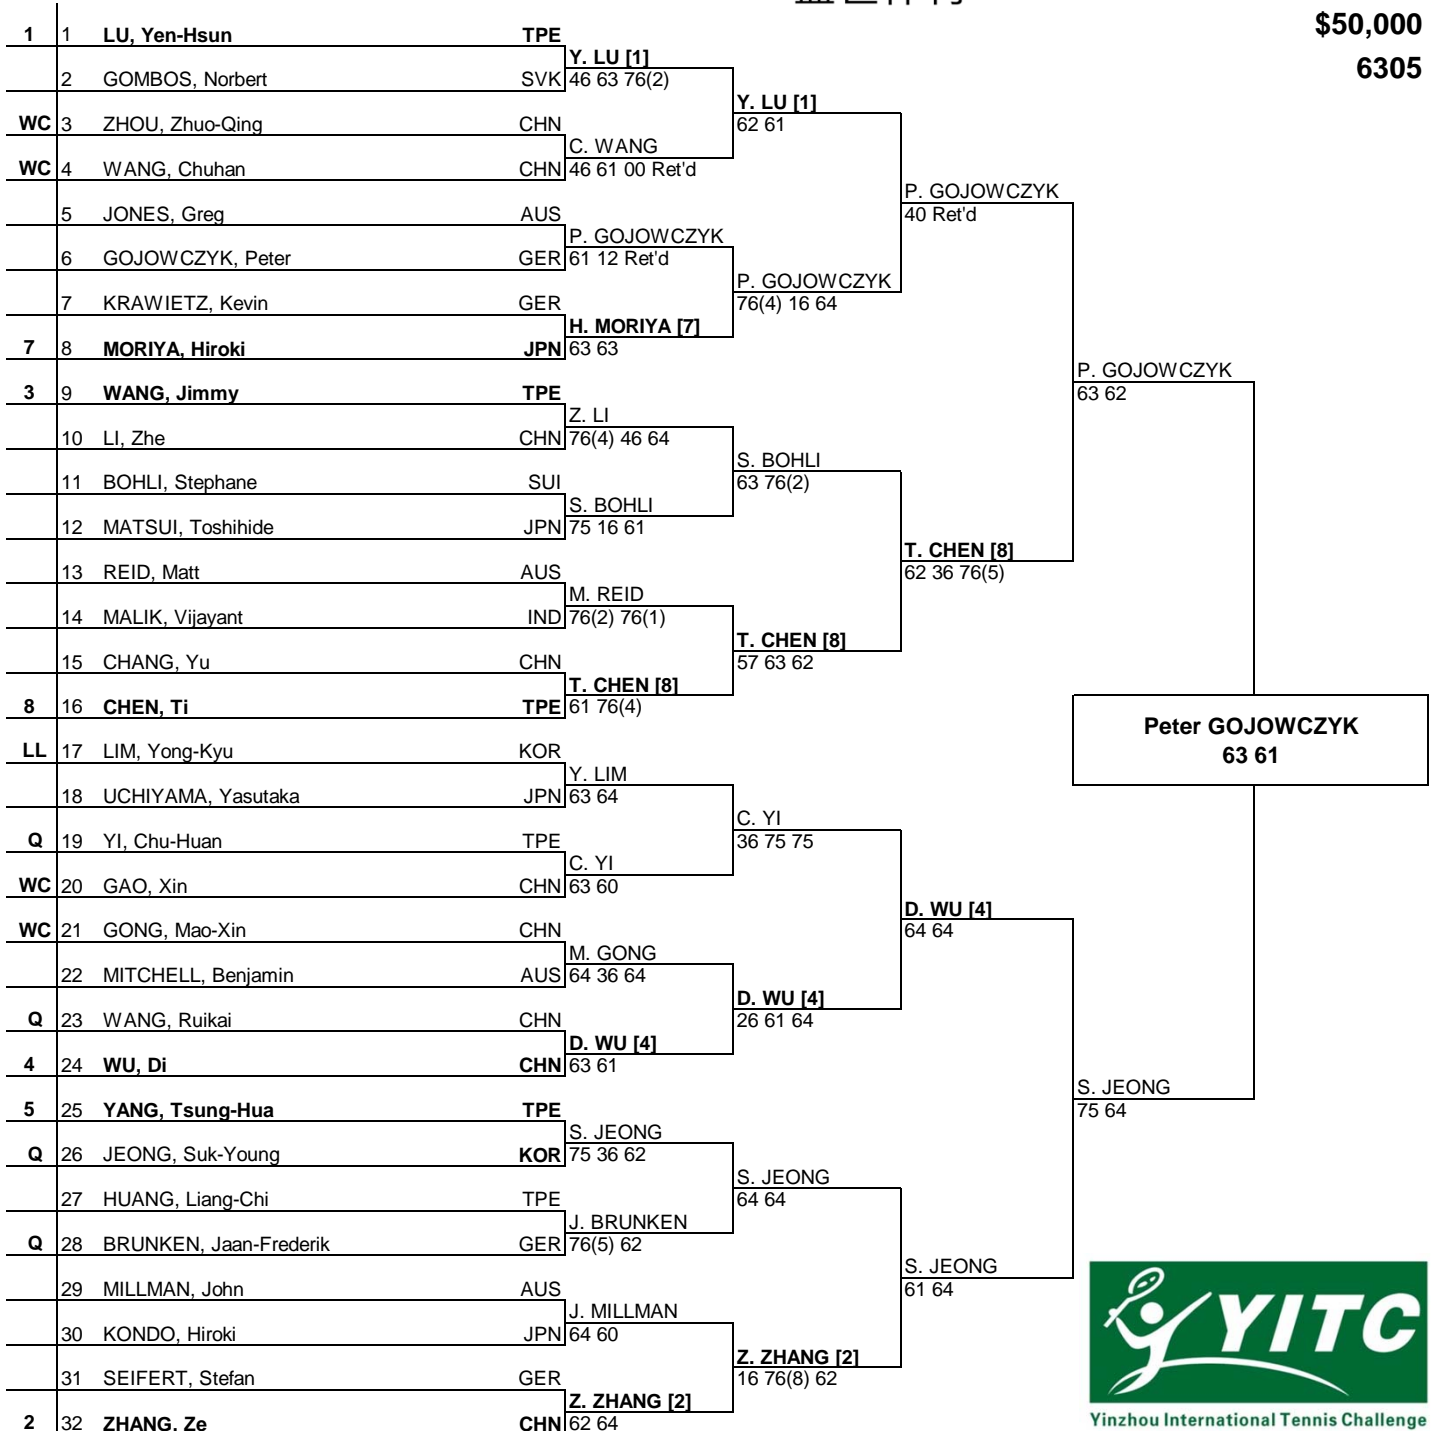 $50,000
6305
1 1 LU, Yen-Hsun TPE
Y. LU [1]
2 GOMBOS, Norbert SVK 46 63 76(2)
Y. LU [1]
WC 3 ZHOU, Zhuo-Qing CHN 62 61
C. WANG
WC 4 WANG, Chuhan CHN 46 61 00 Ret'd
P. GOJOWCZYK
5 JONES, Greg AUS 40 Ret'd
P. GOJOWCZYK
6 GOJOWCZYK, Peter GER 61 12 Ret'd
P. GOJOWCZYK
7 KRAWIETZ, Kevin GER 76(4) 16 64
H. MORIYA [7]
7 8 MORIYA, Hiroki JPN 63 63
P. GOJOWCZYK
3 9 WANG, Jimmy TPE 63 62
Z. LI
10 LI, Zhe CHN 76(4) 46 64
S. BOHLI
11 BOHLI, Stephane SUI 63 76(2)
S. BOHLI
12 MATSUI, Toshihide JPN 75 16 61
T. CHEN [8]
13 REID, Matt AUS 62 36 76(5)
M. REID
14 MALIK, Vijayant IND 76(2) 76(1)
T. CHEN [8]
15 CHANG, Yu CHN 57 63 62
T. CHEN [8]
8 16 CHEN, Ti TPE 61 76(4)
Peter GOJOWCZYK
63 61
LL 17 LIM, Yong-Kyu KOR
Y. LIM
18 UCHIYAMA, Yasutaka JPN 63 64
C. YI
Q 19 YI, Chu-Huan TPE 36 75 75
C. YI
WC 20 GAO, Xin CHN 63 60
D. WU [4]
WC 21 GONG, Mao-Xin CHN 64 64
M. GONG
22 MITCHELL, Benjamin AUS 64 36 64
D. WU [4]
Q 23 WANG, Ruikai CHN 26 61 64
D. WU [4]
4 24 WU, Di CHN 63 61
S. JEONG
5 25 YANG, Tsung-Hua TPE 75 64
S. JEONG
Q 26 JEONG, Suk-Young KOR 75 36 62
S. JEONG
27 HUANG, Liang-Chi TPE 64 64
J. BRUNKEN
Q 28 BRUNKEN, Jaan-Frederik GER 76(5) 62
S. JEONG
29 MILLMAN, John AUS 61 64
J. MILLMAN
30 KONDO, Hiroki JPN 64 60
Z. ZHANG [2]
31 SEIFERT, Stefan GER 16 76(8) 62
Z. ZHANG [2]
2 32 ZHANG, Ze CHN 62 64
YITC
Yinzhou International Tennis Challenge